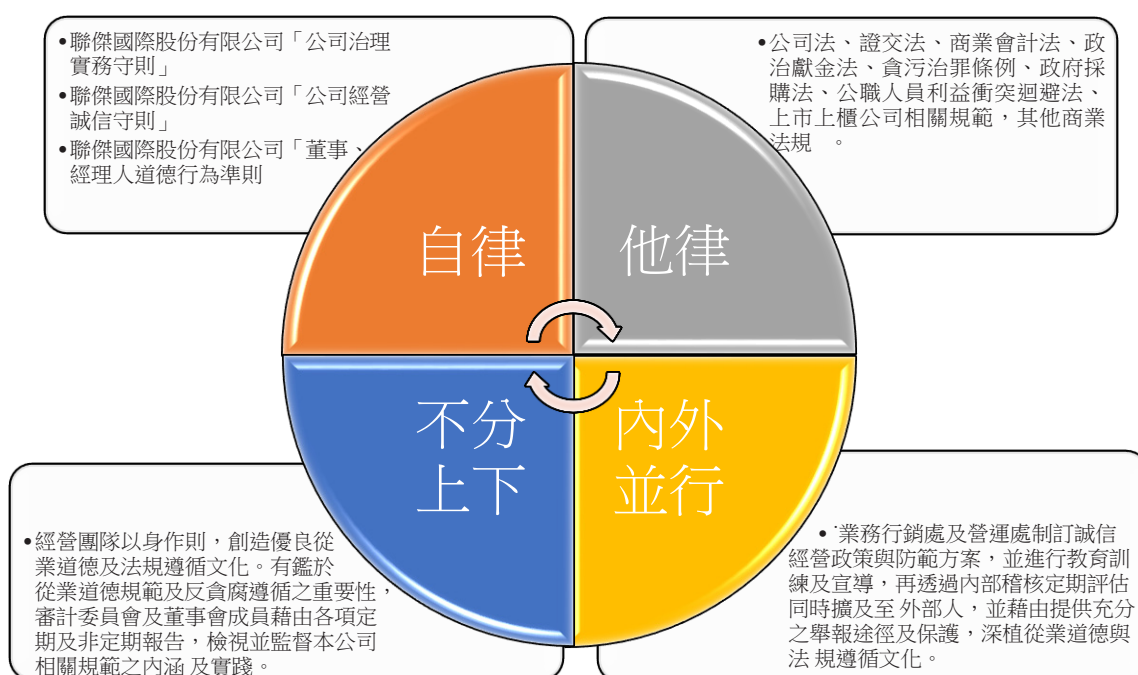 •聯傑國際股份有限公司「公司治理
實務守則」
•聯傑國際股份有限公司「公司經營
誠信守則」
•聯傑國際股份有限公司「董事、
經理人道德行為準則
•公司法、證交法、商業會計法、政
治獻金法、貪污治罪條例、政府採
購法、公職人員利益衝突迴避法、
上市上櫃公司相關規範，其他商業
法規 。
自律
他律
不分
上下
內外
並行
•經營團隊以身作則，創造優良從
業道德及法規遵循文化。有鑑於
從業道德規範及反貪腐遵循之重要性，
審計委員會及董事會成員藉由各項定
期及非定期報告，檢視並監督本公司
相關規範之內涵 及實踐。
• 業務行銷處及營運處制訂誠信
經營政策與防範方案，並進行教育訓
練及宣導，再透過內部稽核定期評估
同時擴及至 外部人，並藉由提供充分
之舉報途徑及保護，深植從業道德與
法 規遵循文化。